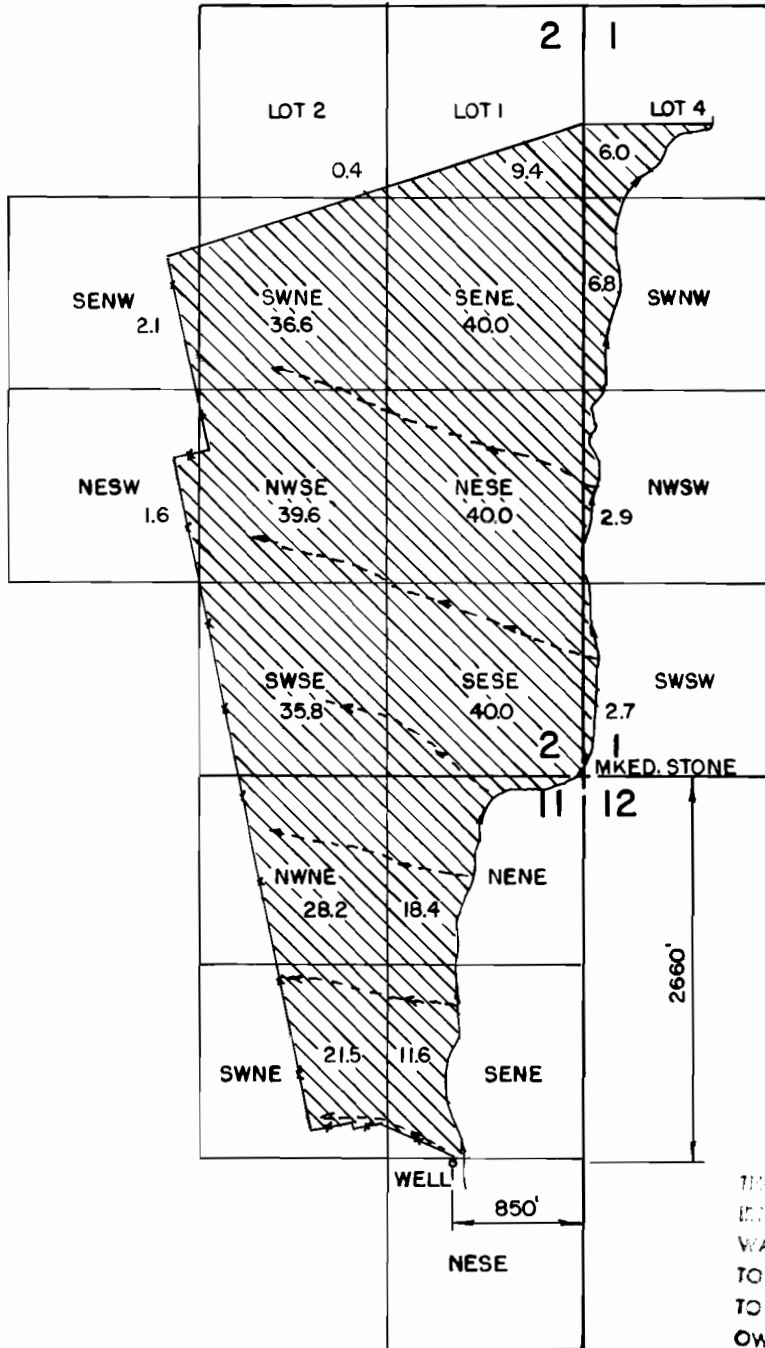 2 1
LOT 2 LOT 1 LOT 4
0.4 9.4 6.0
SENW SWNE SENE 6.8 SWNW
2.1 36.6 40.0
NESW NWSE NESE NWSW
1.6 39.6 40.0 2.9
SWSE SESE SWSW
35.8 40.0 2.7
2 1
MKED. STONE
11 12
NWNE NENE
28.2 18.4
2660'
21.5 11.6
SWNE SENE
WELL
850'
NESE
WA
TO
TO
OW